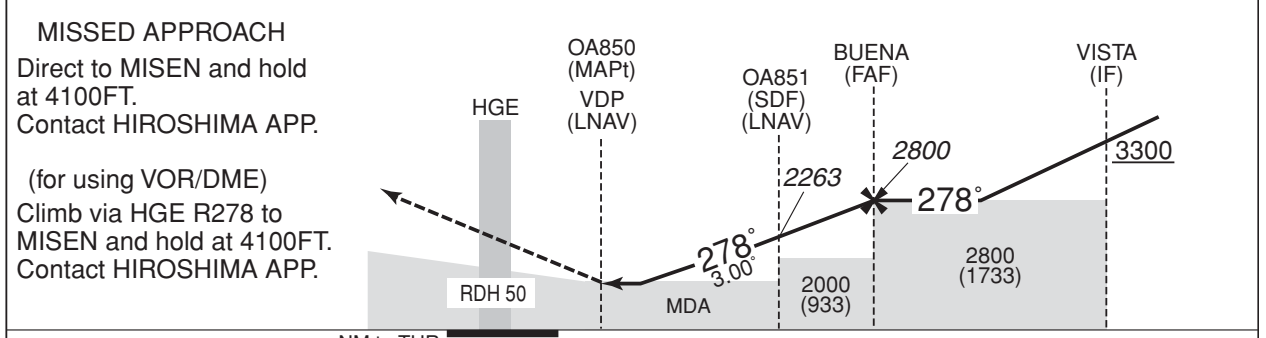 MISSED APPROACH
Direct to MISEN and hold
at 4100FT.
Contact HIROSHIMA APP.
(for using VOR/DME)
Climb via HGE R278 to
MISEN and hold at 4100FT.
Contact HIROSHIMA APP.
HGE
RDH 50
OA850
(MAPt)
VDP
(LNAV)
OA851
(SDF)
(LNAV)
BUENA
(FAF)
VISTA
(IF)
2263
2800
3300
278°
278°
3.00°
MDA
2000
(933)
2800
(1733)